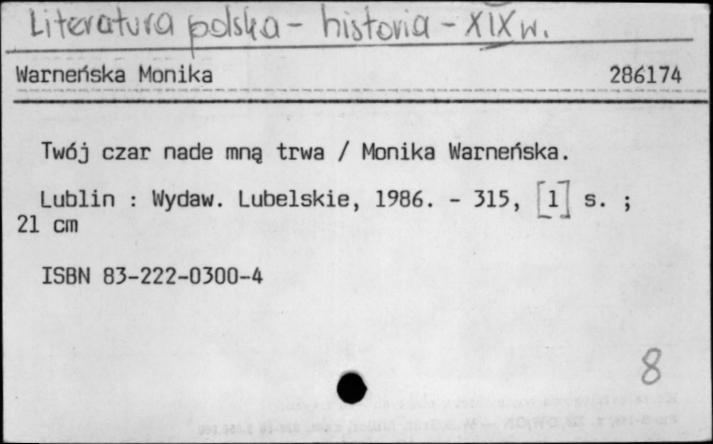 Literatura polska - historia - XIX w.
Warneńska Monika 286174
Twój czar nade mną trwa / Monika Warneńska.
Lublin : Wydaw. Lubelskie, 1986. - 315, [1] s. ;
21 cm
ISBN 83-222-0300-4
8